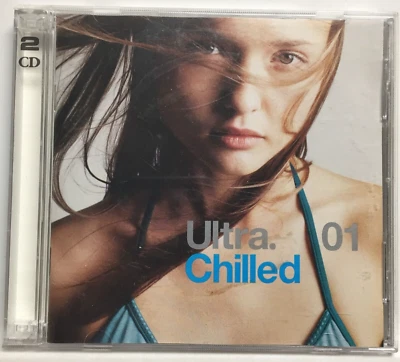 2
CD
Ultra. 01
Chilled